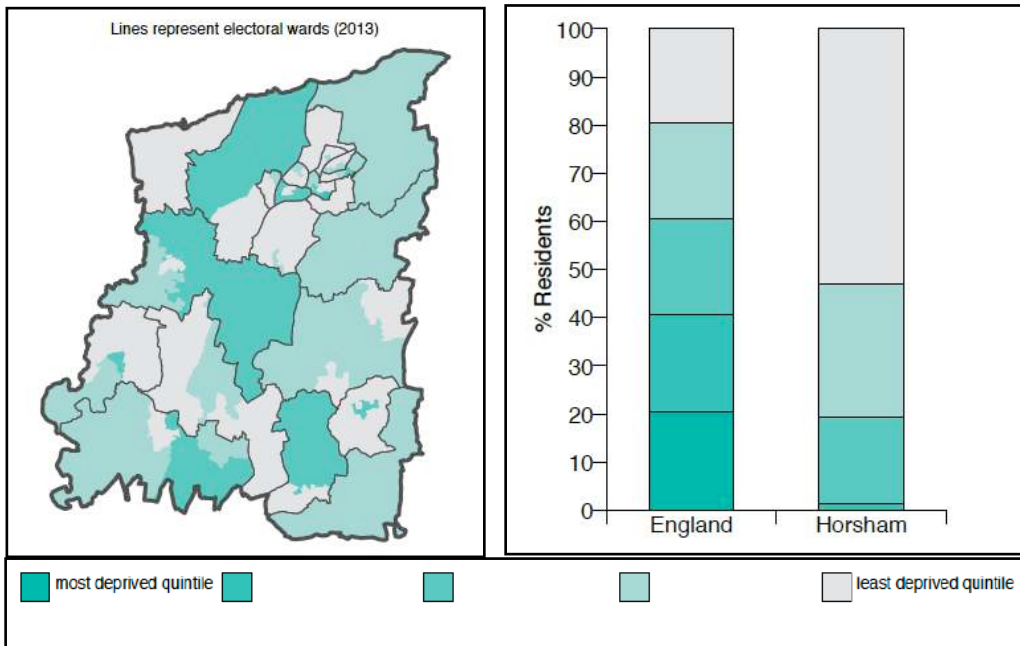 Lines represent electoral wards (2013)
100
90
80
70
60
50
40
30
20
10
0
% Residents
England
Horsham
most deprived quintile
least deprived quintile